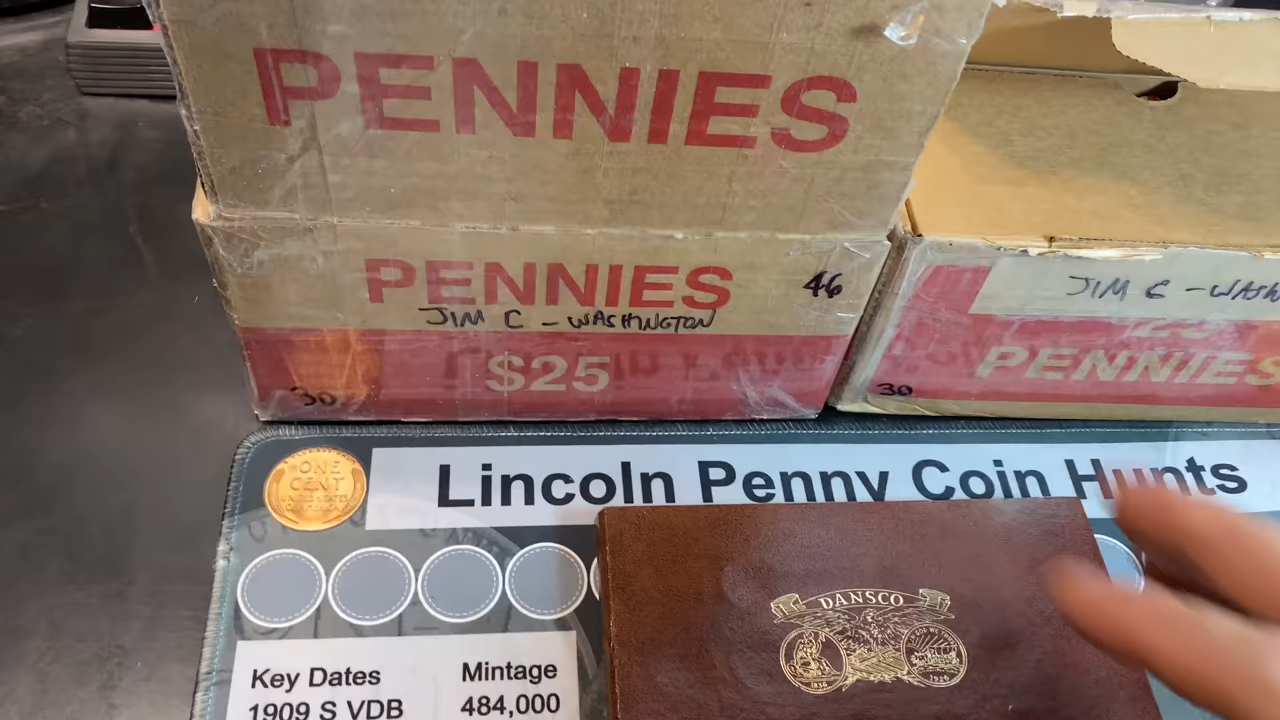 PENNIES
PENNIES
46
JIM C - WASHINGTON
$25
30
JIM C - WASH
PENNIES
30
ONE
CENT
Lincoln Penny Coin Hunts
DANSCO
Key Dates
Mintage
1909 S VDB
484,000